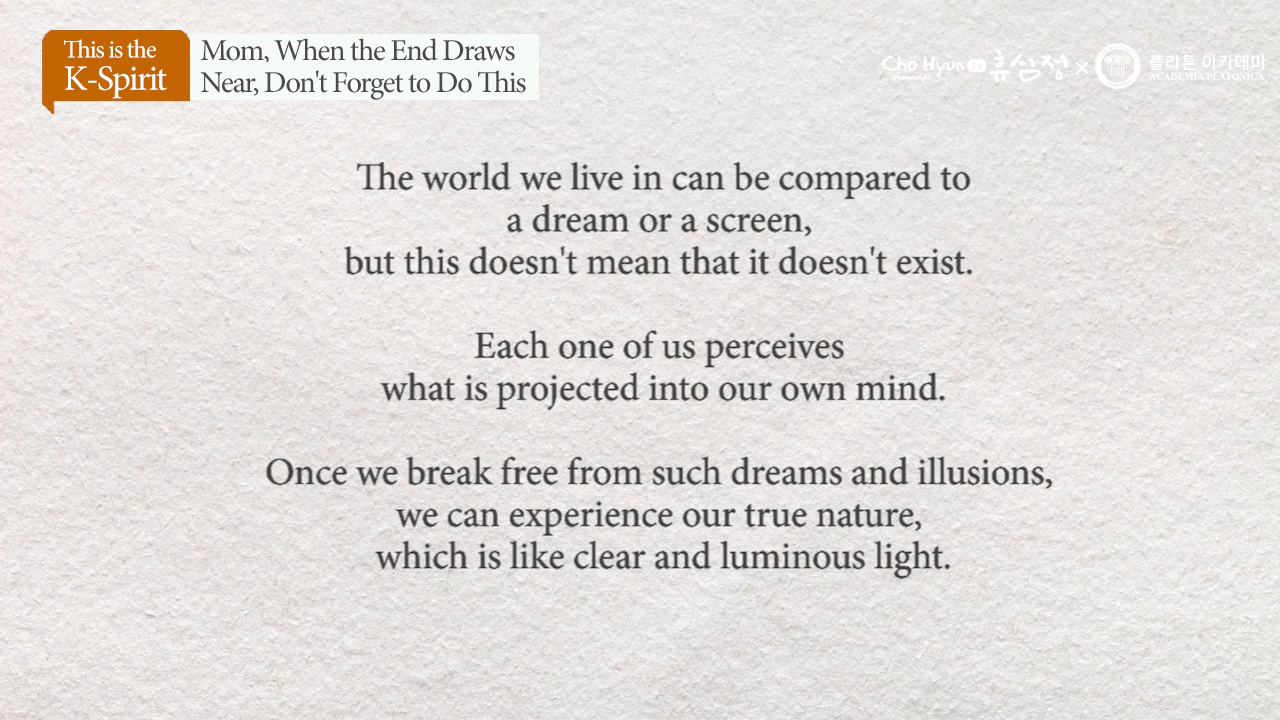 This is the
K-Spirit
Mom, When the End Draws
Near, Don't Forget to Do This
Cho Hyun TV 휴심정 × 플라톤 아카데미
ACADEMIA PLATONICA
The world we live in can be compared to
a dream or a screen,
but this doesn't mean that it doesn't exist.
Each one of us perceives
what is projected into our own mind.
Once we break free from such dreams and illusions,
we can experience our true nature,
which is like clear and luminous light.